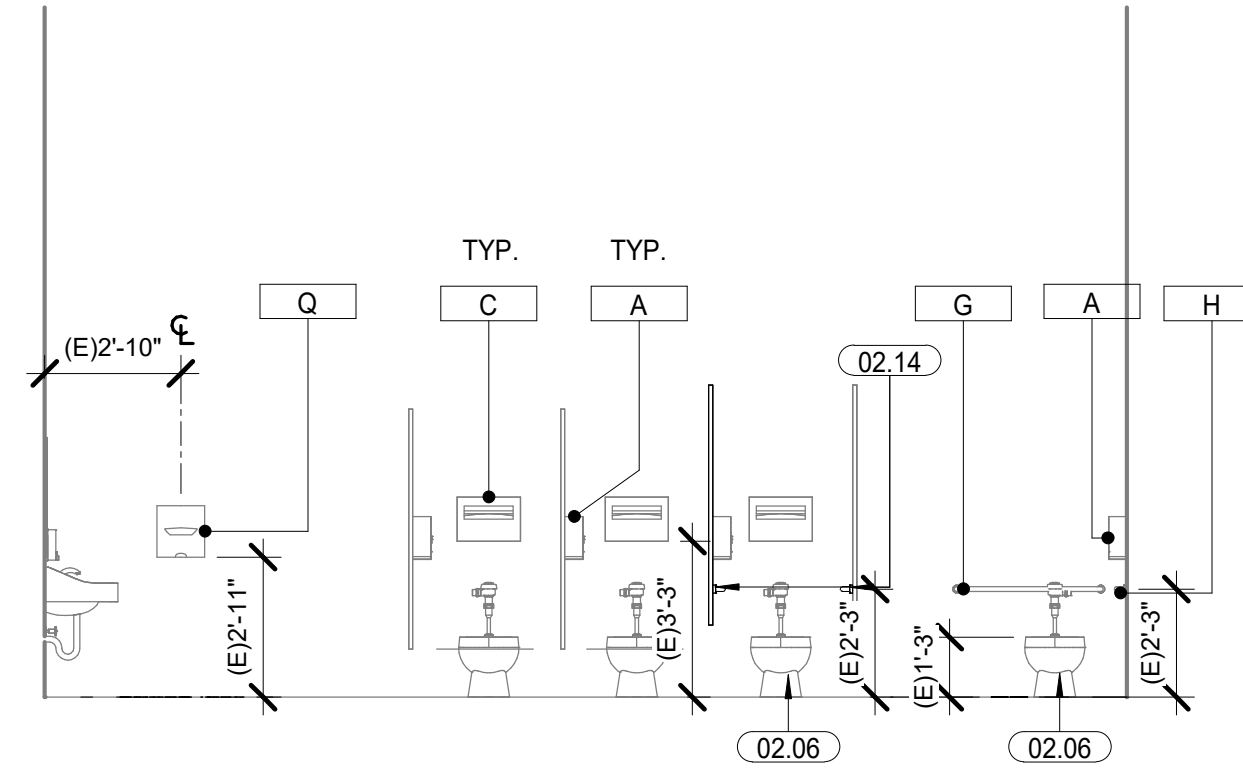 TYP.
TYP.
Q
C
A
G
A
H
(E)2'-10"
℄
02.14
(E)2'-11"
(E)3'-3"
(E)2'-3"
(E)1'-3"
(E)2'-3"
02.06
02.06